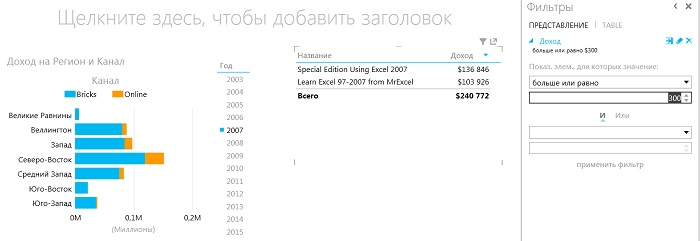 Щелкните здесь, чтобы добавить заголовок
Доход на Регион и Канал
Канал
Bricks Online
Великие Равнины
Веллингтон
Запад
Северо-Восток
Средний Запад
Юго-Восток
Юго-Запад
0М 0,1М 0,2М
(Миллионы)
Год
2003
2004
2005
2006
2007
2008
2009
2010
2011
2012
2013
2014
2015
Название Доход
Special Edition Using Excel 2007 $136 846
Learn Excel 97-2007 from MrExcel $103 926
Всего $240 772
Фильтры
ПРЕДСТАВЛЕНИЕ | TABLE
Доход
больше или равно $300
Показ. элем., для которых значение:
больше или равно
300
И Или
применить фильтр